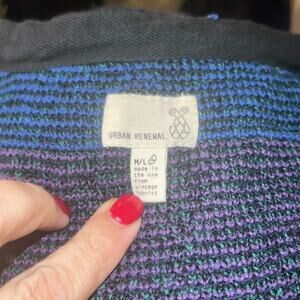 URBAN RENEWAL
M/L
made in
the usa
from
vintage
fabrics